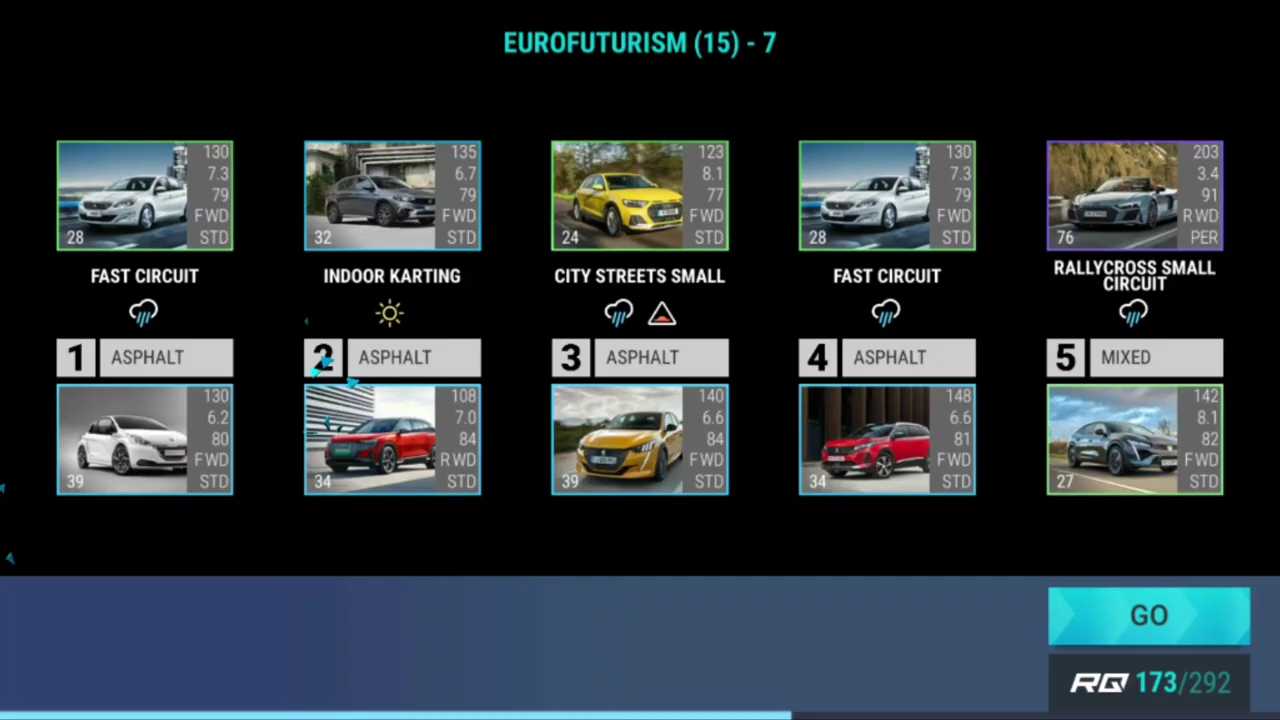 EUROFUTURISM (15) - 7
130
7.3
79
FWD
28 STD
135
6.7
79
FWD
32 STD
123
8.1
77
FWD
24 STD
130
7.3
79
FWD
28 STD
203
3.4
91
RWD
76 PER
FAST CIRCUIT
INDOOR KARTING
CITY STREETS SMALL
FAST CIRCUIT
RALLYCROSS SMALL
CIRCUIT
1 ASPHALT
2 ASPHALT
3 ASPHALT
4 ASPHALT
5 MIXED
130
6.2
80
FWD
39 STD
108
7.0
84
RWD
34 STD
140
6.6
84
FWD
39 STD
148
6.6
81
FWD
34 STD
142
8.1
82
FWD
27 STD
GO
RQ 173/292